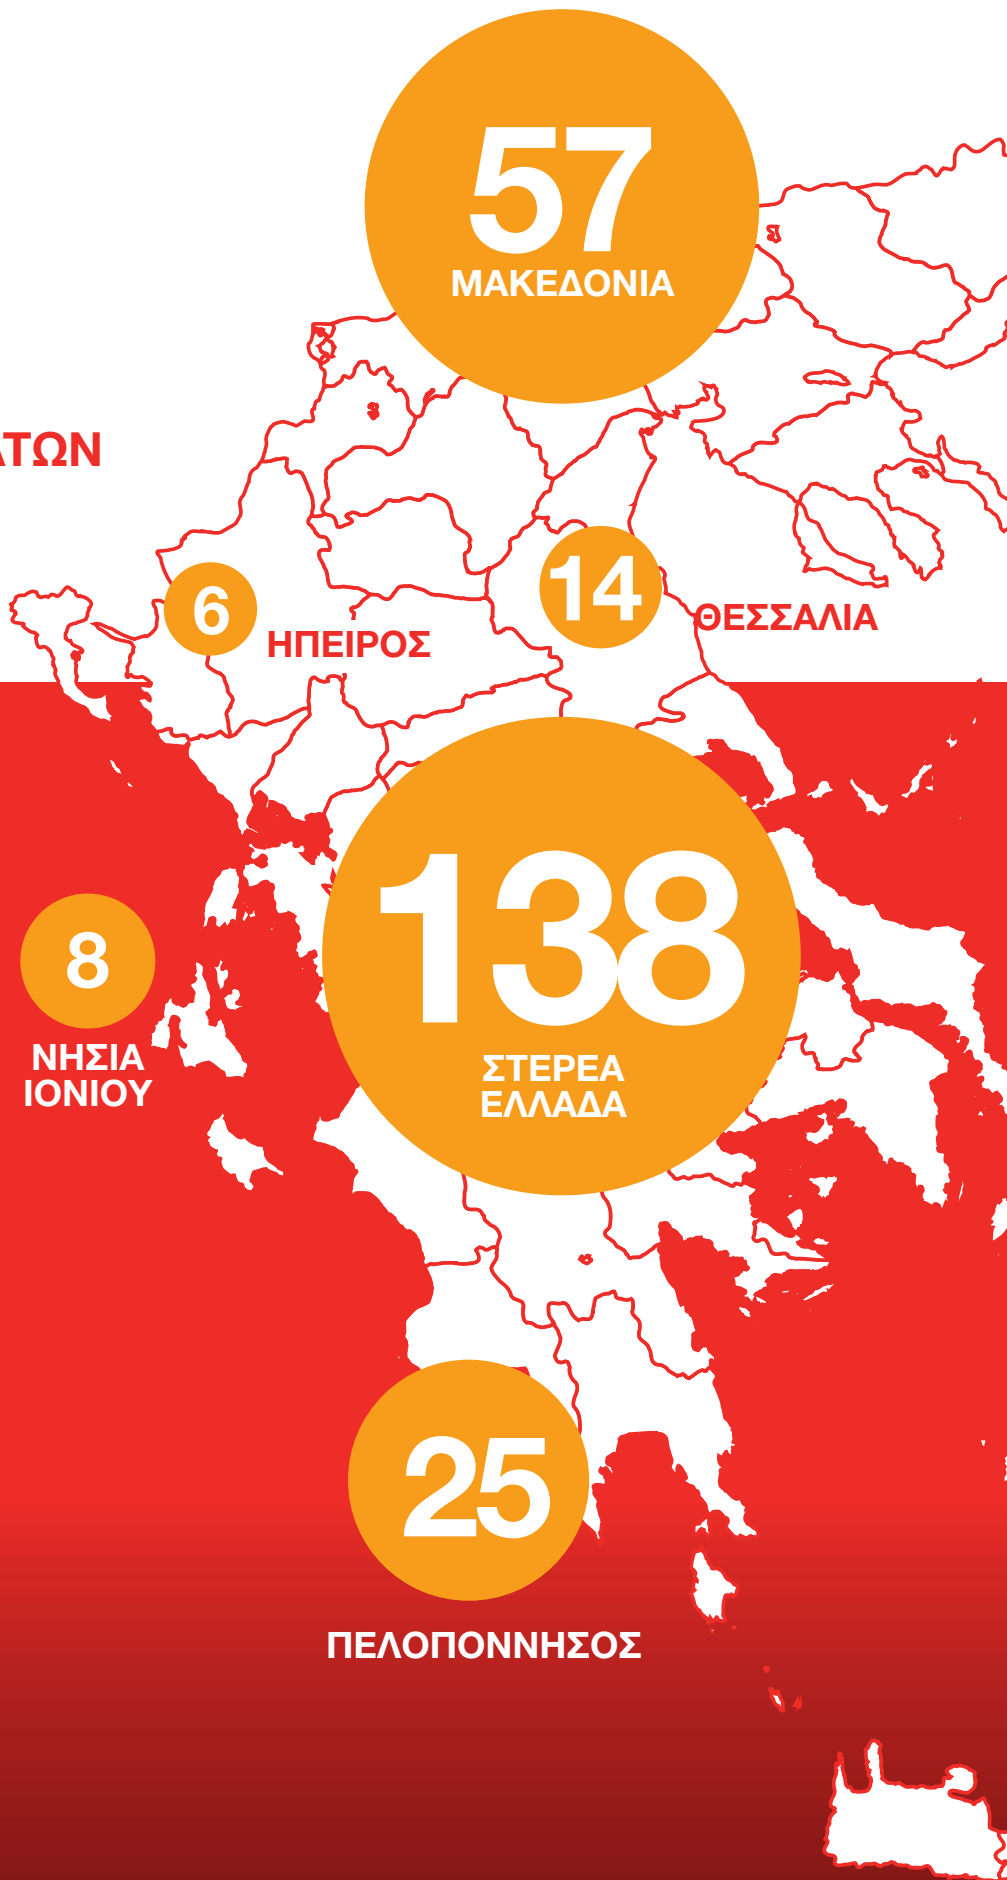 57
ΜΑΚΕΔΟΝΙΑ
ΑΤΩΝ
14
6
ΘΕΣΣΑΛΙΑ
ΗΠΕΙΡΟΣ
138
ΣΤΕΡΕΑ
ΕΛΛΑΔΑ
8
ΝΗΣΙΑ
ΙΟΝΙΟΥ
25
ΠΕΛΟΠΟΝΝΗΣΟΣ